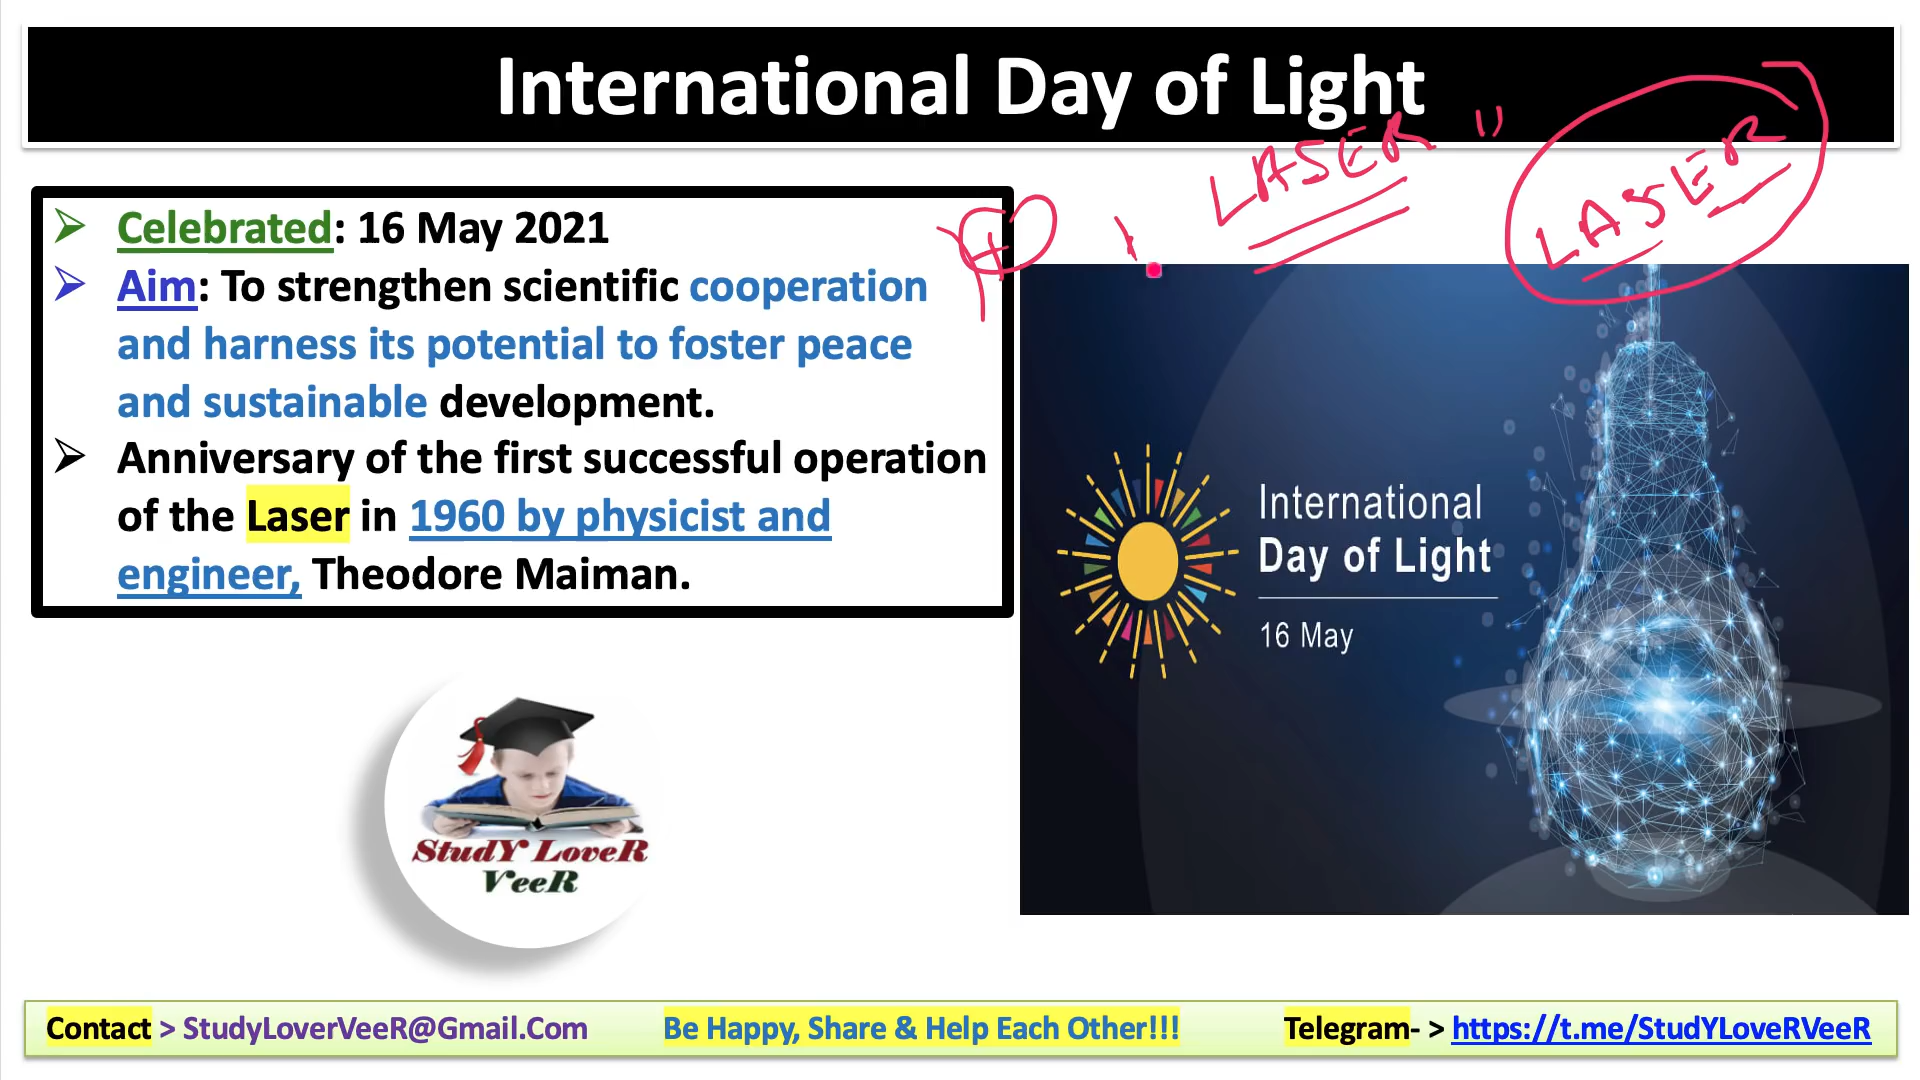 International Day of Light
LASER "
LASER
➢ Celebrated: 16 May 2021
➢ Aim: To strengthen scientific cooperation
and harness its potential to foster peace
and sustainable development.
➢ Anniversary of the first successful operation
of the Laser in 1960 by physicist and
engineer, Theodore Maiman.
International
Day of Light
16 May
StudY LoveR
VeeR
Contact > StudyLoverVeeR@Gmail.Com Be Happy, Share & Help Each Other!!! Telegram- > https://t.me/StudYLoveRVeeR